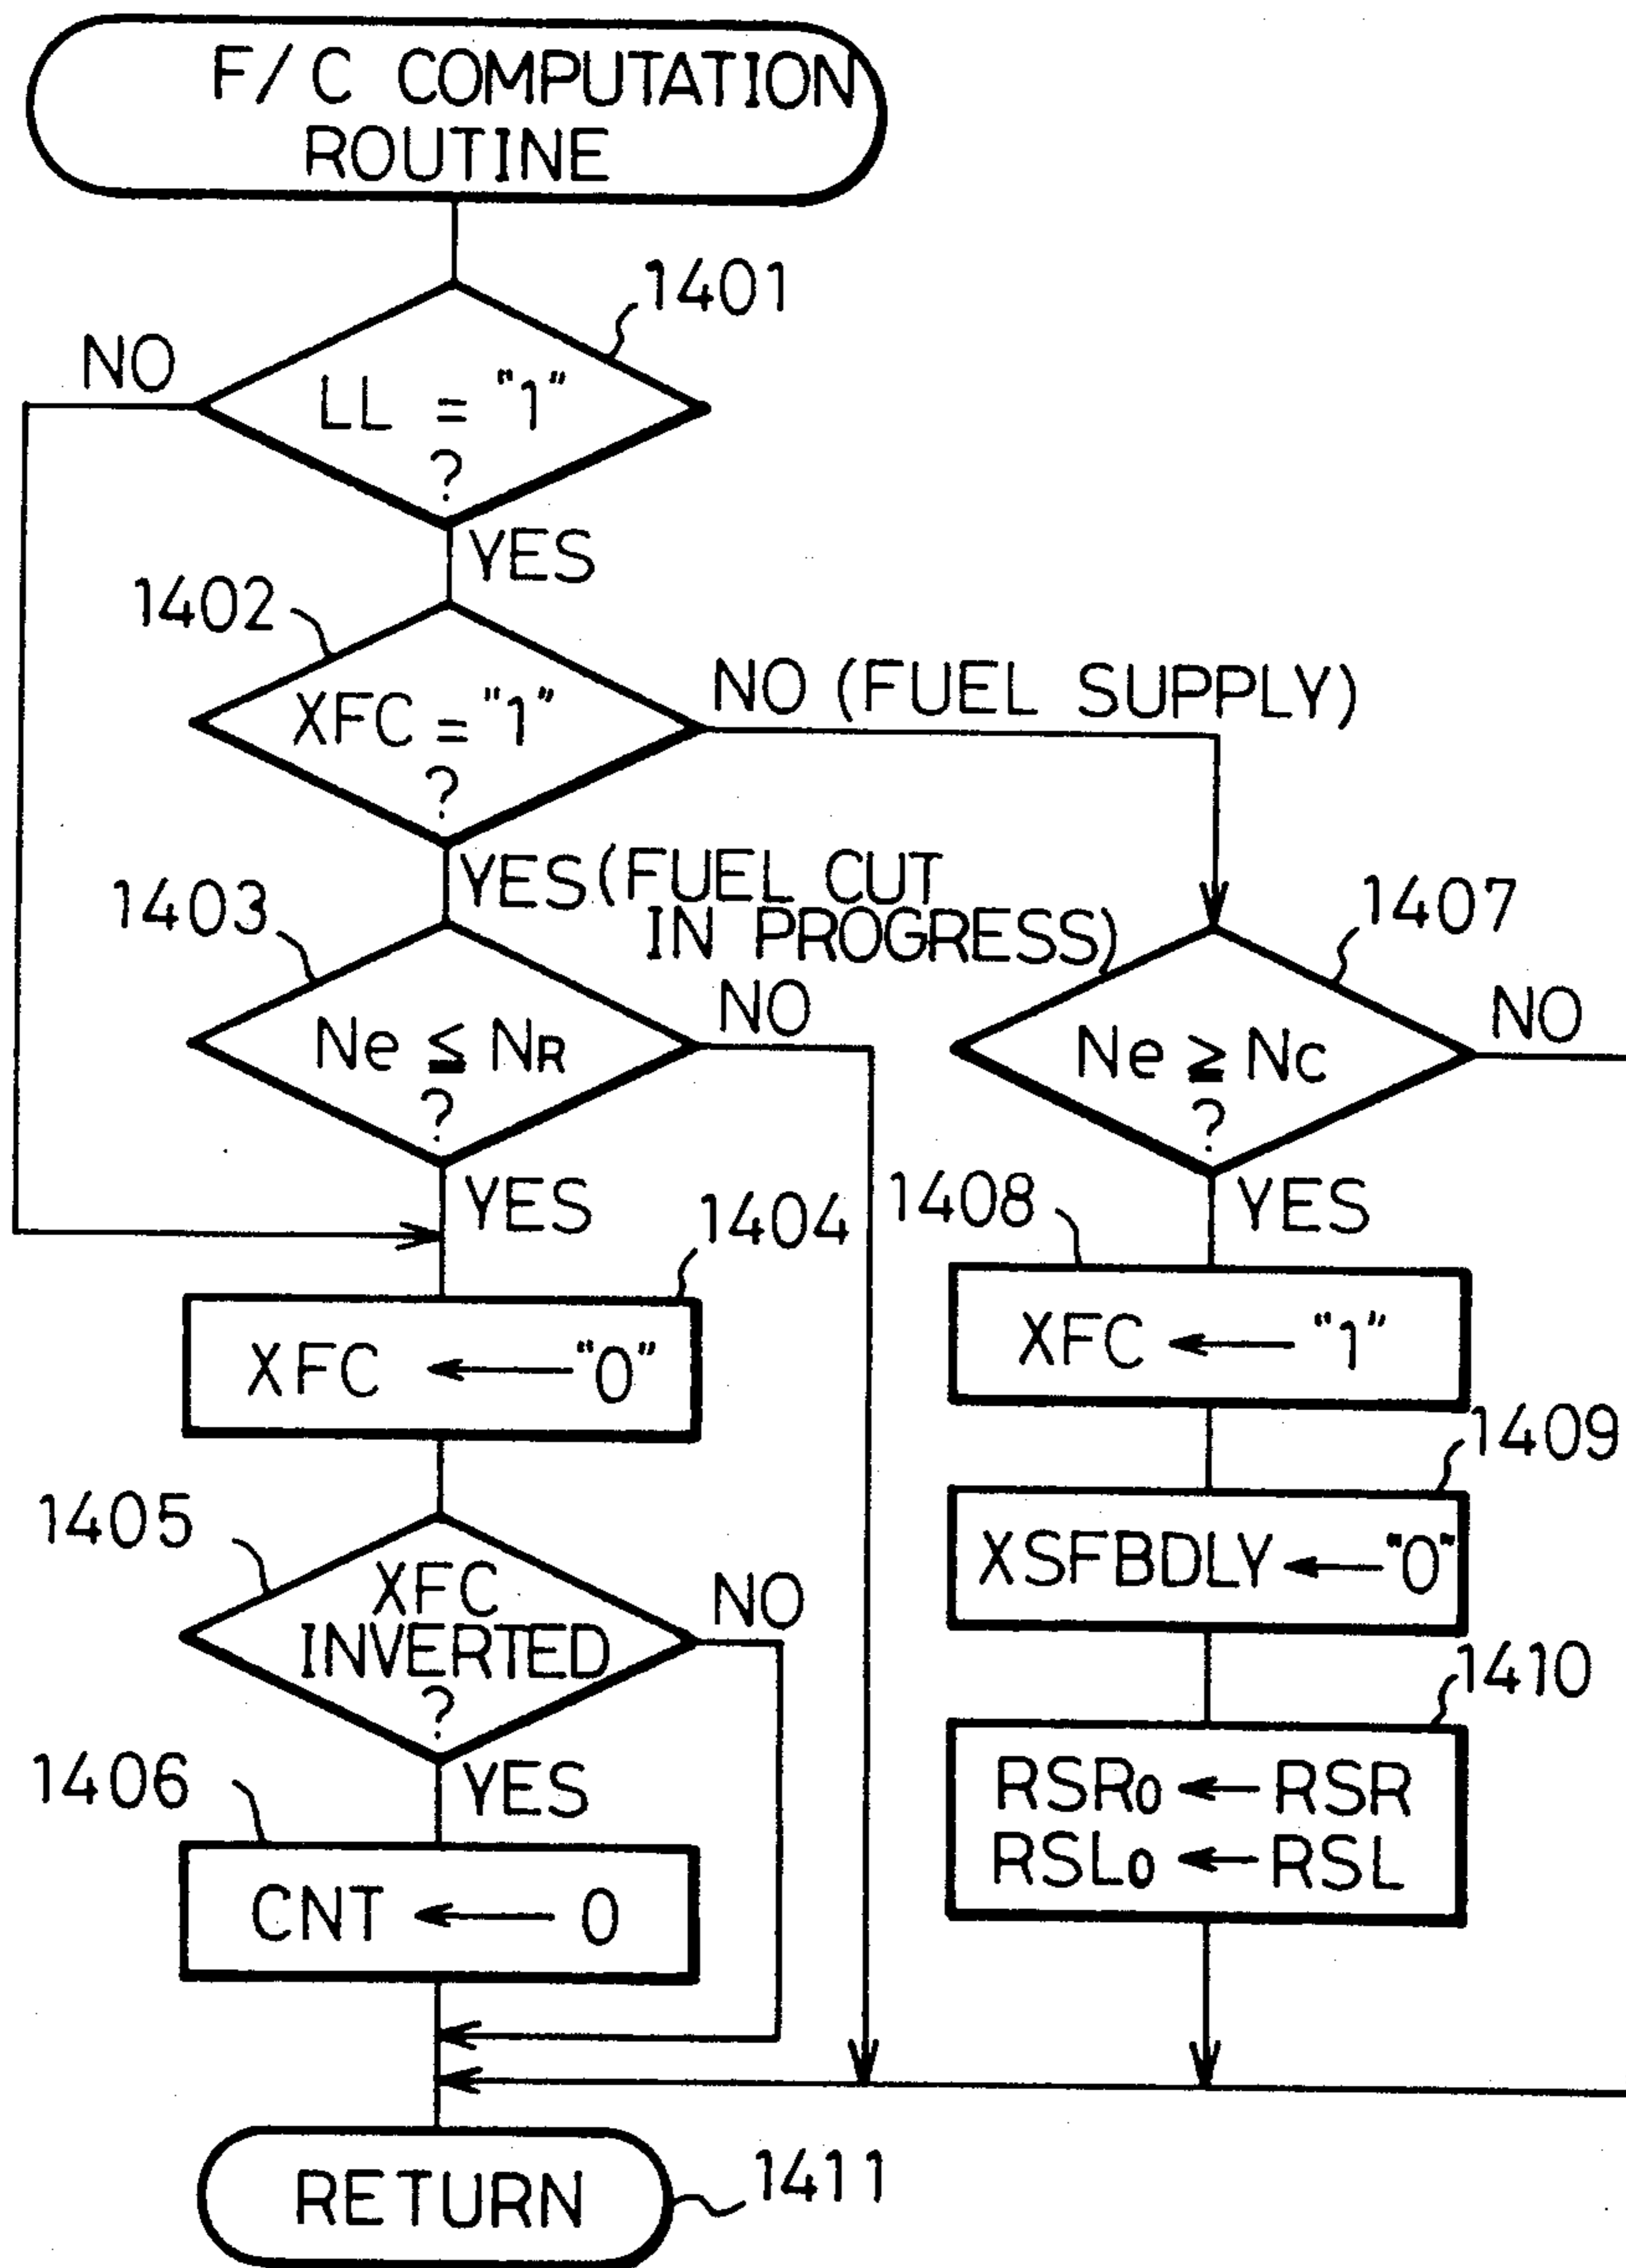 F/C COMPUTATION
ROUTINE
1401
NO
LL = "1"
?
YES
1402
XFC = "1"
?
NO (FUEL SUPPLY)
YES (FUEL CUT
IN PROGRESS)
1403
Ne ≦ NR
?
NO
YES
1407
Ne ≧ NC
?
NO
YES
1404
XFC ← "0"
1408
XFC ← "1"
1409
XSFBDLY ← "0"
1405
XFC
INVERTED
?
NO
YES
1410
RSR0 ← RSR
RSL0 ← RSL
1406
CNT ← 0
RETURN
1411